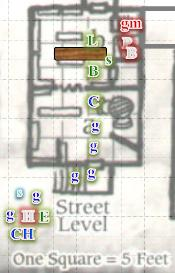 gm
L
P
B
s
B
C
g
g
g g
s g
g H E
CH
Street
Level
One Square = 5 Feet